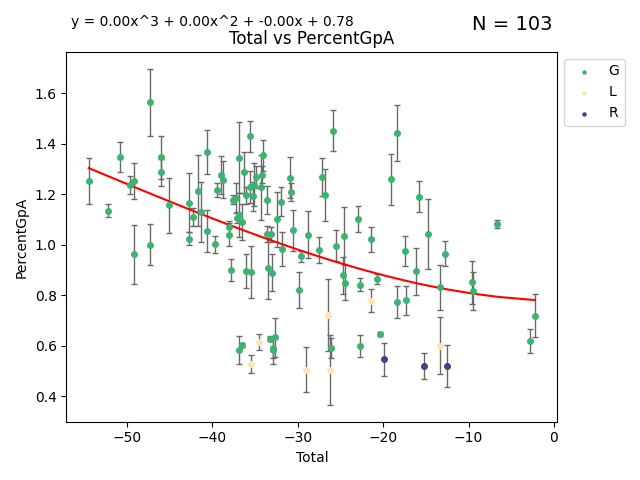 y = 0.00x^3 + 0.00x^2 + -0.00x + 0.78
N = 103
Total vs PercentGpA
G
L
R
PercentGpA
1.6
1.4
1.2
1.0
0.8
0.6
0.4
−50 −40 −30 −20 −10 0
Total